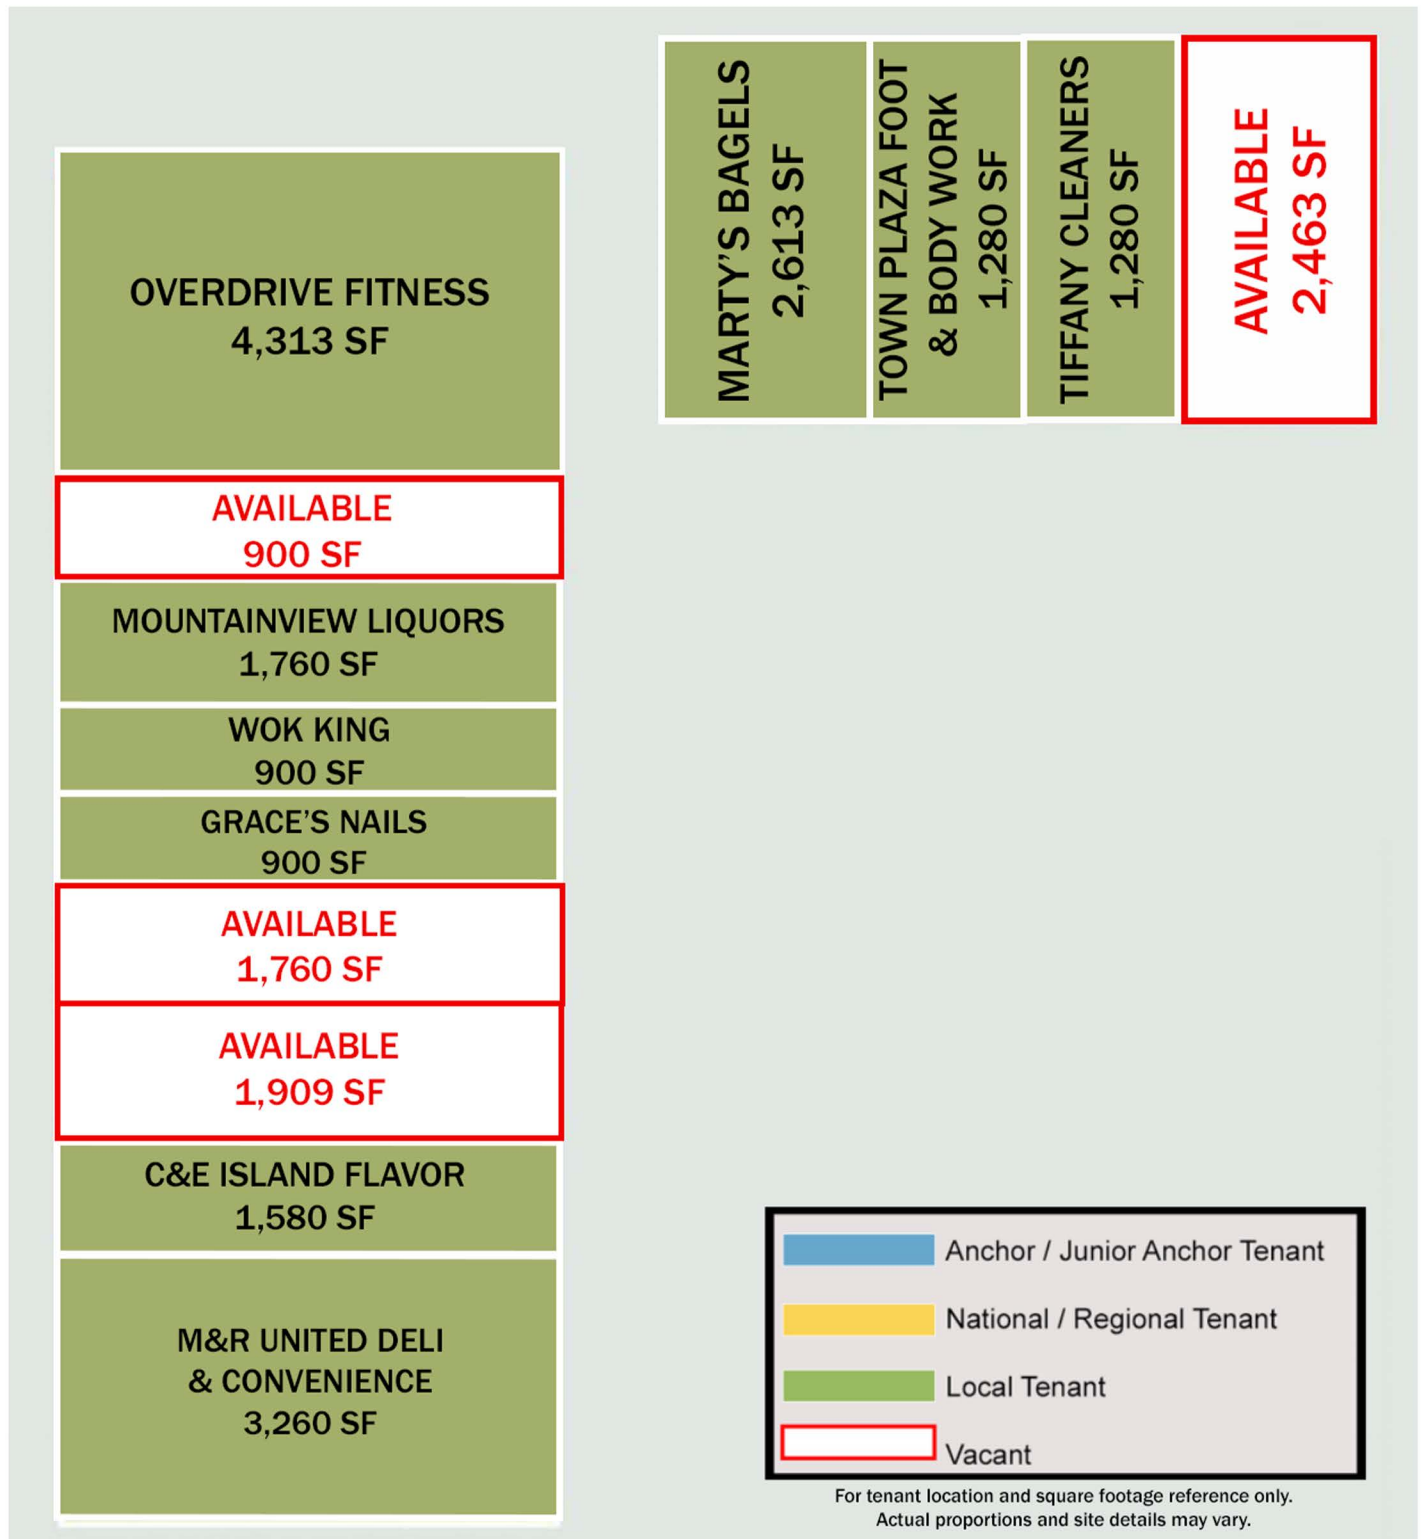 MARTY'S BAGELS
2,613 SF
TOWN PLAZA FOOT
& BODY WORK
1,280 SF
TIFFANY CLEANERS
1,280 SF
AVAILABLE
2,463 SF
OVERDRIVE FITNESS
4,313 SF
AVAILABLE
900 SF
MOUNTAINVIEW LIQUORS
1,760 SF
WOK KING
900 SF
GRACE'S NAILS
900 SF
AVAILABLE
1,760 SF
AVAILABLE
1,909 SF
C&E ISLAND FLAVOR
1,580 SF
M&R UNITED DELI
& CONVENIENCE
3,260 SF
Anchor / Junior Anchor Tenant
National / Regional Tenant
Local Tenant
Vacant
For tenant location and square footage reference only.
Actual proportions and site details may vary.